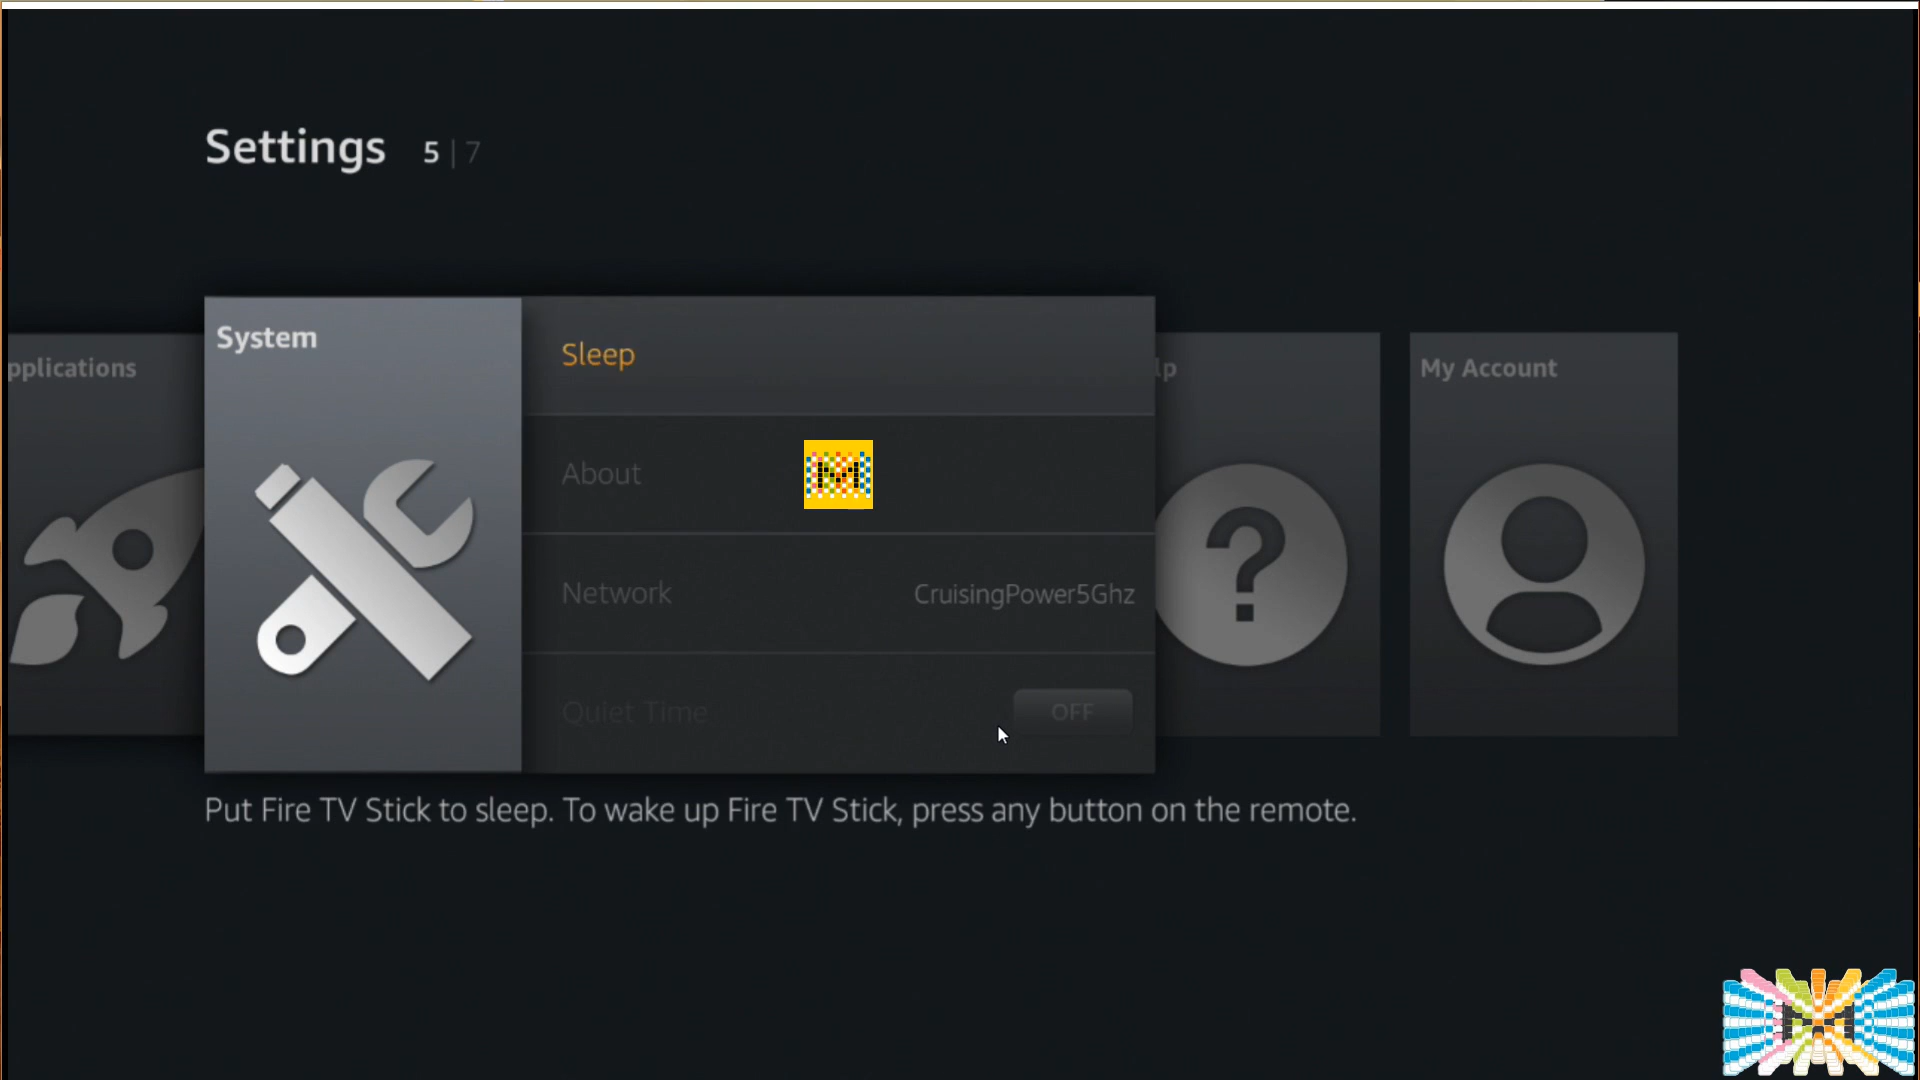 Settings 5 | 7
pplications
System
Sleep
About
Network CruisingPower5Ghz
Quiet Time OFF
lp
My Account
Put Fire TV Stick to sleep. To wake up Fire TV Stick, press any button on the remote.
M